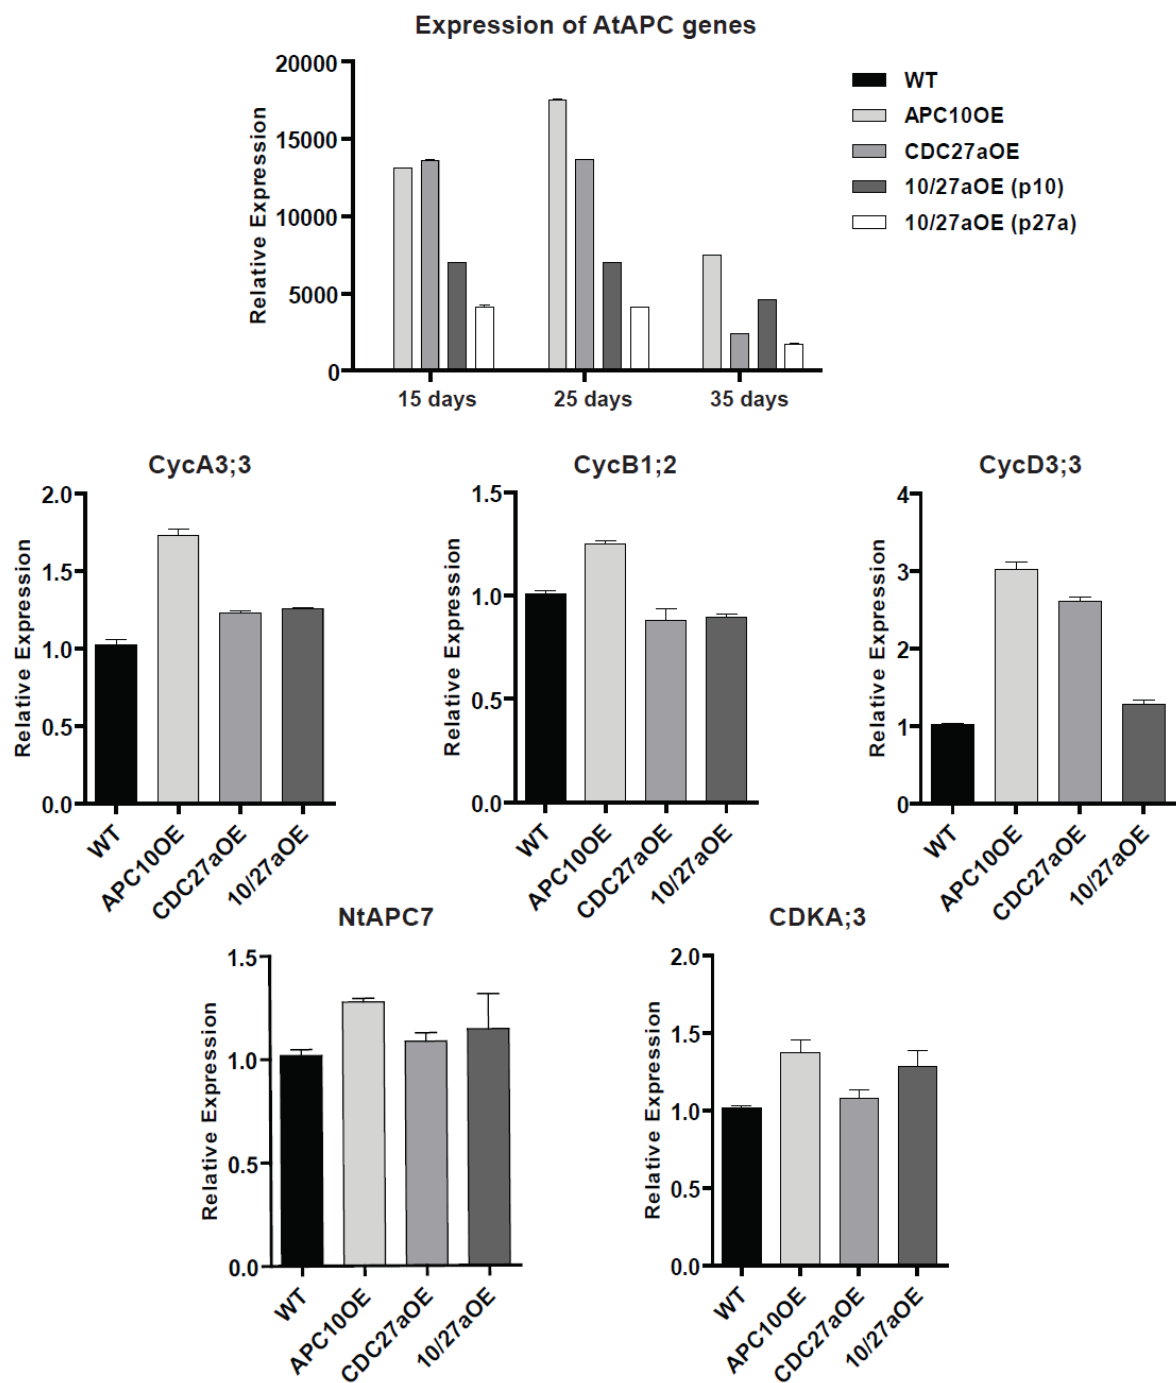 Expression of AtAPC genes
Relative Expression
20000
15000
10000
5000
0
15 days
25 days
35 days
WT
APC10OE
CDC27aOE
10/27aOE (p10)
10/27aOE (p27a)
CycA3;3
Relative Expression
2.0
1.5
1.0
0.5
0.0
WT
APC10OE
CDC27aOE
10/27aOE
CycB1;2
Relative Expression
1.5
1.0
0.5
0.0
WT
APC10OE
CDC27aOE
10/27aOE
CycD3;3
Relative Expression
4
3
2
1
0
WT
APC10OE
CDC27aOE
10/27aOE
NtAPC7
Relative Expression
1.5
1.0
0.5
0.0
WT
APC10OE
CDC27aOE
10/27aOE
CDKA;3
Relative Expression
2.0
1.5
1.0
0.5
0.0
WT
APC10OE
CDC27aOE
10/27aOE